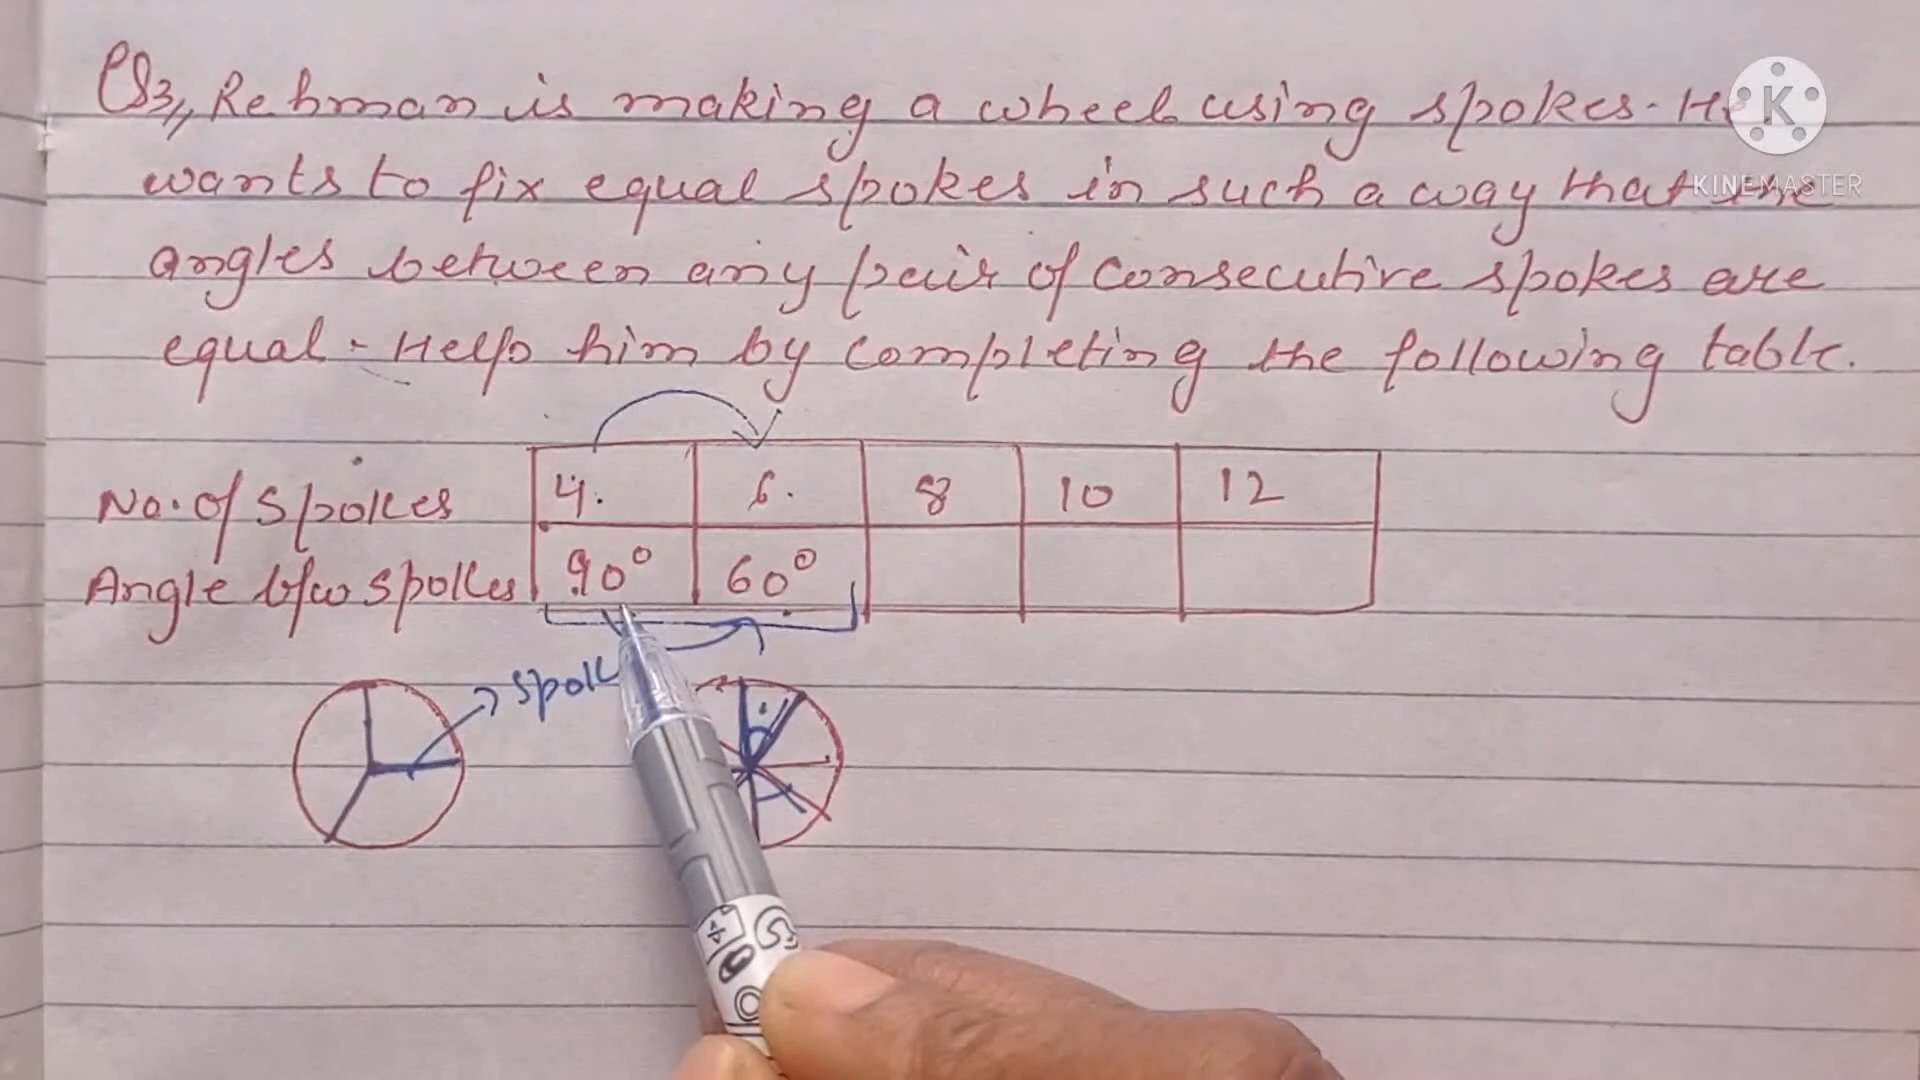 Q3,, Rehman is making a wheel using spokes. He
wants to fix equal spokes in such a way that the
angles between any pair of consecutive spokes are
equal. Help him by completing the following table.
No. of Spokes 4. 6. 8 10 12
Angle b/w spokes 90° 60°
spok
K
KINEMASTER